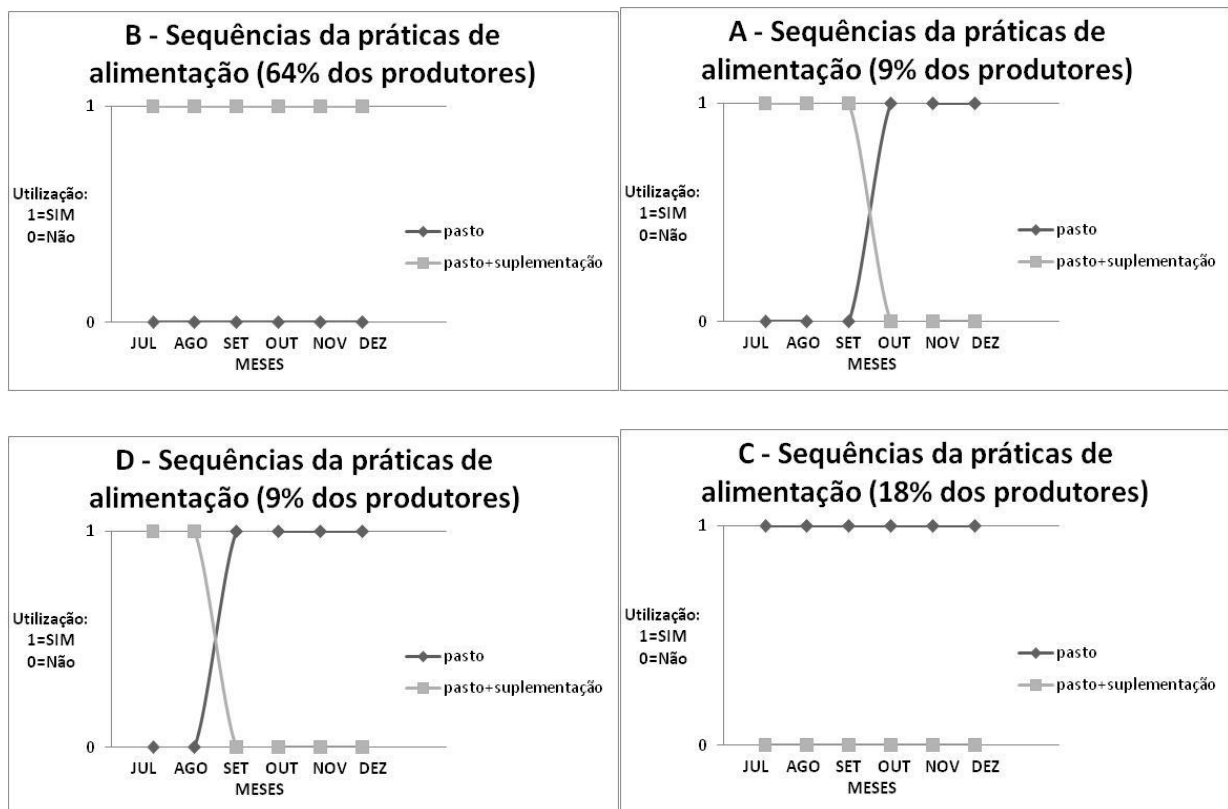 B - Sequências da práticas de
alimentação (64% dos produtores)
1
Utilização:
1=SIM
0=Não
pasto
pasto+suplementação
0
JUL AGO SET OUT NOV DEZ
MESES
A - Sequências da práticas de
alimentação (9% dos produtores)
1
Utilização:
1=SIM
0=Não
pasto
pasto+suplementação
0
JUL AGO SET OUT NOV DEZ
MESES
D - Sequências da práticas de
alimentação (9% dos produtores)
1
Utilização:
1=SIM
0=Não
pasto
pasto+suplementação
0
JUL AGO SET OUT NOV DEZ
MESES
C - Sequências da práticas de
alimentação (18% dos produtores)
1
Utilização:
1=SIM
0=Não
pasto
pasto+suplementação
0
JUL AGO SET OUT NOV DEZ
MESES